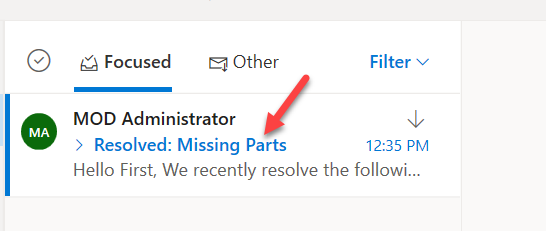 Focused Other Filter
MA MOD Administrator
Resolved: Missing Parts 12:35 PM
Hello First, We recently resolve the followi...